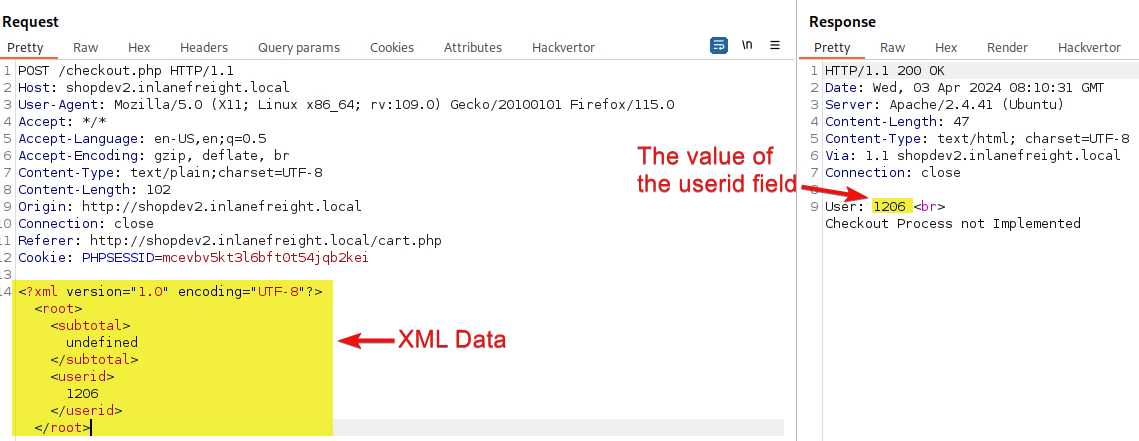 Request
Pretty Raw Hex Headers Query params Cookies Attributes Hackvertor \n
1 POST /checkout.php HTTP/1.1
2 Host: shopdev2.inlanefreight.local
3 User-Agent: Mozilla/5.0 (X11; Linux x86_64; rv:109.0) Gecko/20100101 Firefox/115.0
4 Accept: */*
5 Accept-Language: en-US,en;q=0.5
6 Accept-Encoding: gzip, deflate, br
7 Content-Type: text/plain;charset=UTF-8
8 Content-Length: 102
9 Origin: http://shopdev2.inlanefreight.local
10 Connection: close
11 Referer: http://shopdev2.inlanefreight.local/cart.php
12 Cookie: PHPSESSID=mcevbv5kt3l6bft0t54jqb2kei
13
14 <?xml version="1.0" encoding="UTF-8"?>
<root>
<subtotal>
undefined
</subtotal>
<userid>
1206
</userid>
</root>
XML Data
The value of
the userid field
Response
Pretty Raw Hex Render Hackvertor
1 HTTP/1.1 200 OK
2 Date: Wed, 03 Apr 2024 08:10:31 GMT
3 Server: Apache/2.4.41 (Ubuntu)
4 Content-Length: 47
5 Content-Type: text/html; charset=UTF-8
6 Via: 1.1 shopdev2.inlanefreight.local
7 Connection: close
8
9 User: 1206 <br>
Checkout Process not Implemented